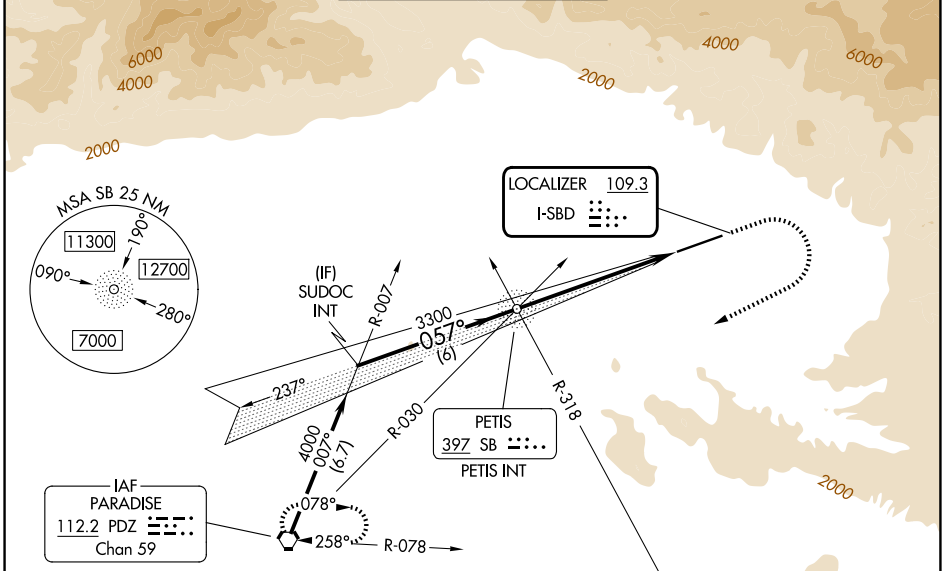 6000
4000
2000
4000
6000
2000
2000
MSA SB 25 NM
11300
190°
090°
12700
280°
7000
LOCALIZER 109.3
I-SBD
(IF)
SUDOC
INT
R-007
3300
057°
(6)
237°
R-030
R-318
4000
007°
(6.7)
PETIS
397 SB
PETIS INT
IAF
PARADISE
112.2 PDZ
Chan 59
078°
258°
R-078